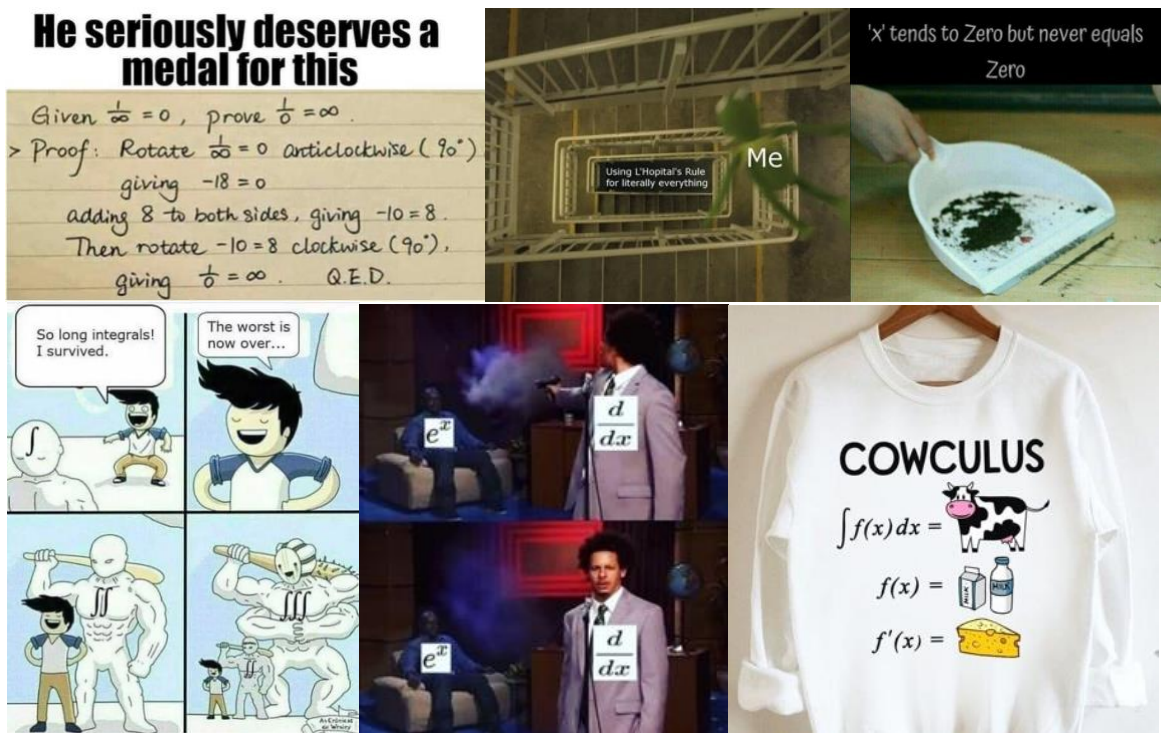 He seriously deserves a
medal for this
Given 1/∞ = 0, prove 1/0 = ∞.
> Proof: Rotate 1/∞ = 0 anticlockwise (90°)
giving -18 = 0
adding 8 to both sides, giving -10 = 8.
Then rotate -10 = 8 clockwise (90°),
giving 1/0 = ∞. Q.E.D.
Me
Using L'Hopital's Rule
for literally everything
'x' tends to Zero but never equals
Zero
So long integrals!
I survived.
The worst is
now over...
∫
∬
∭
∬
e^x
d/dx
e^x
d/dx
COWCULUS
∫f(x)dx =
f(x) =
MILK
MILK
f'(x) =